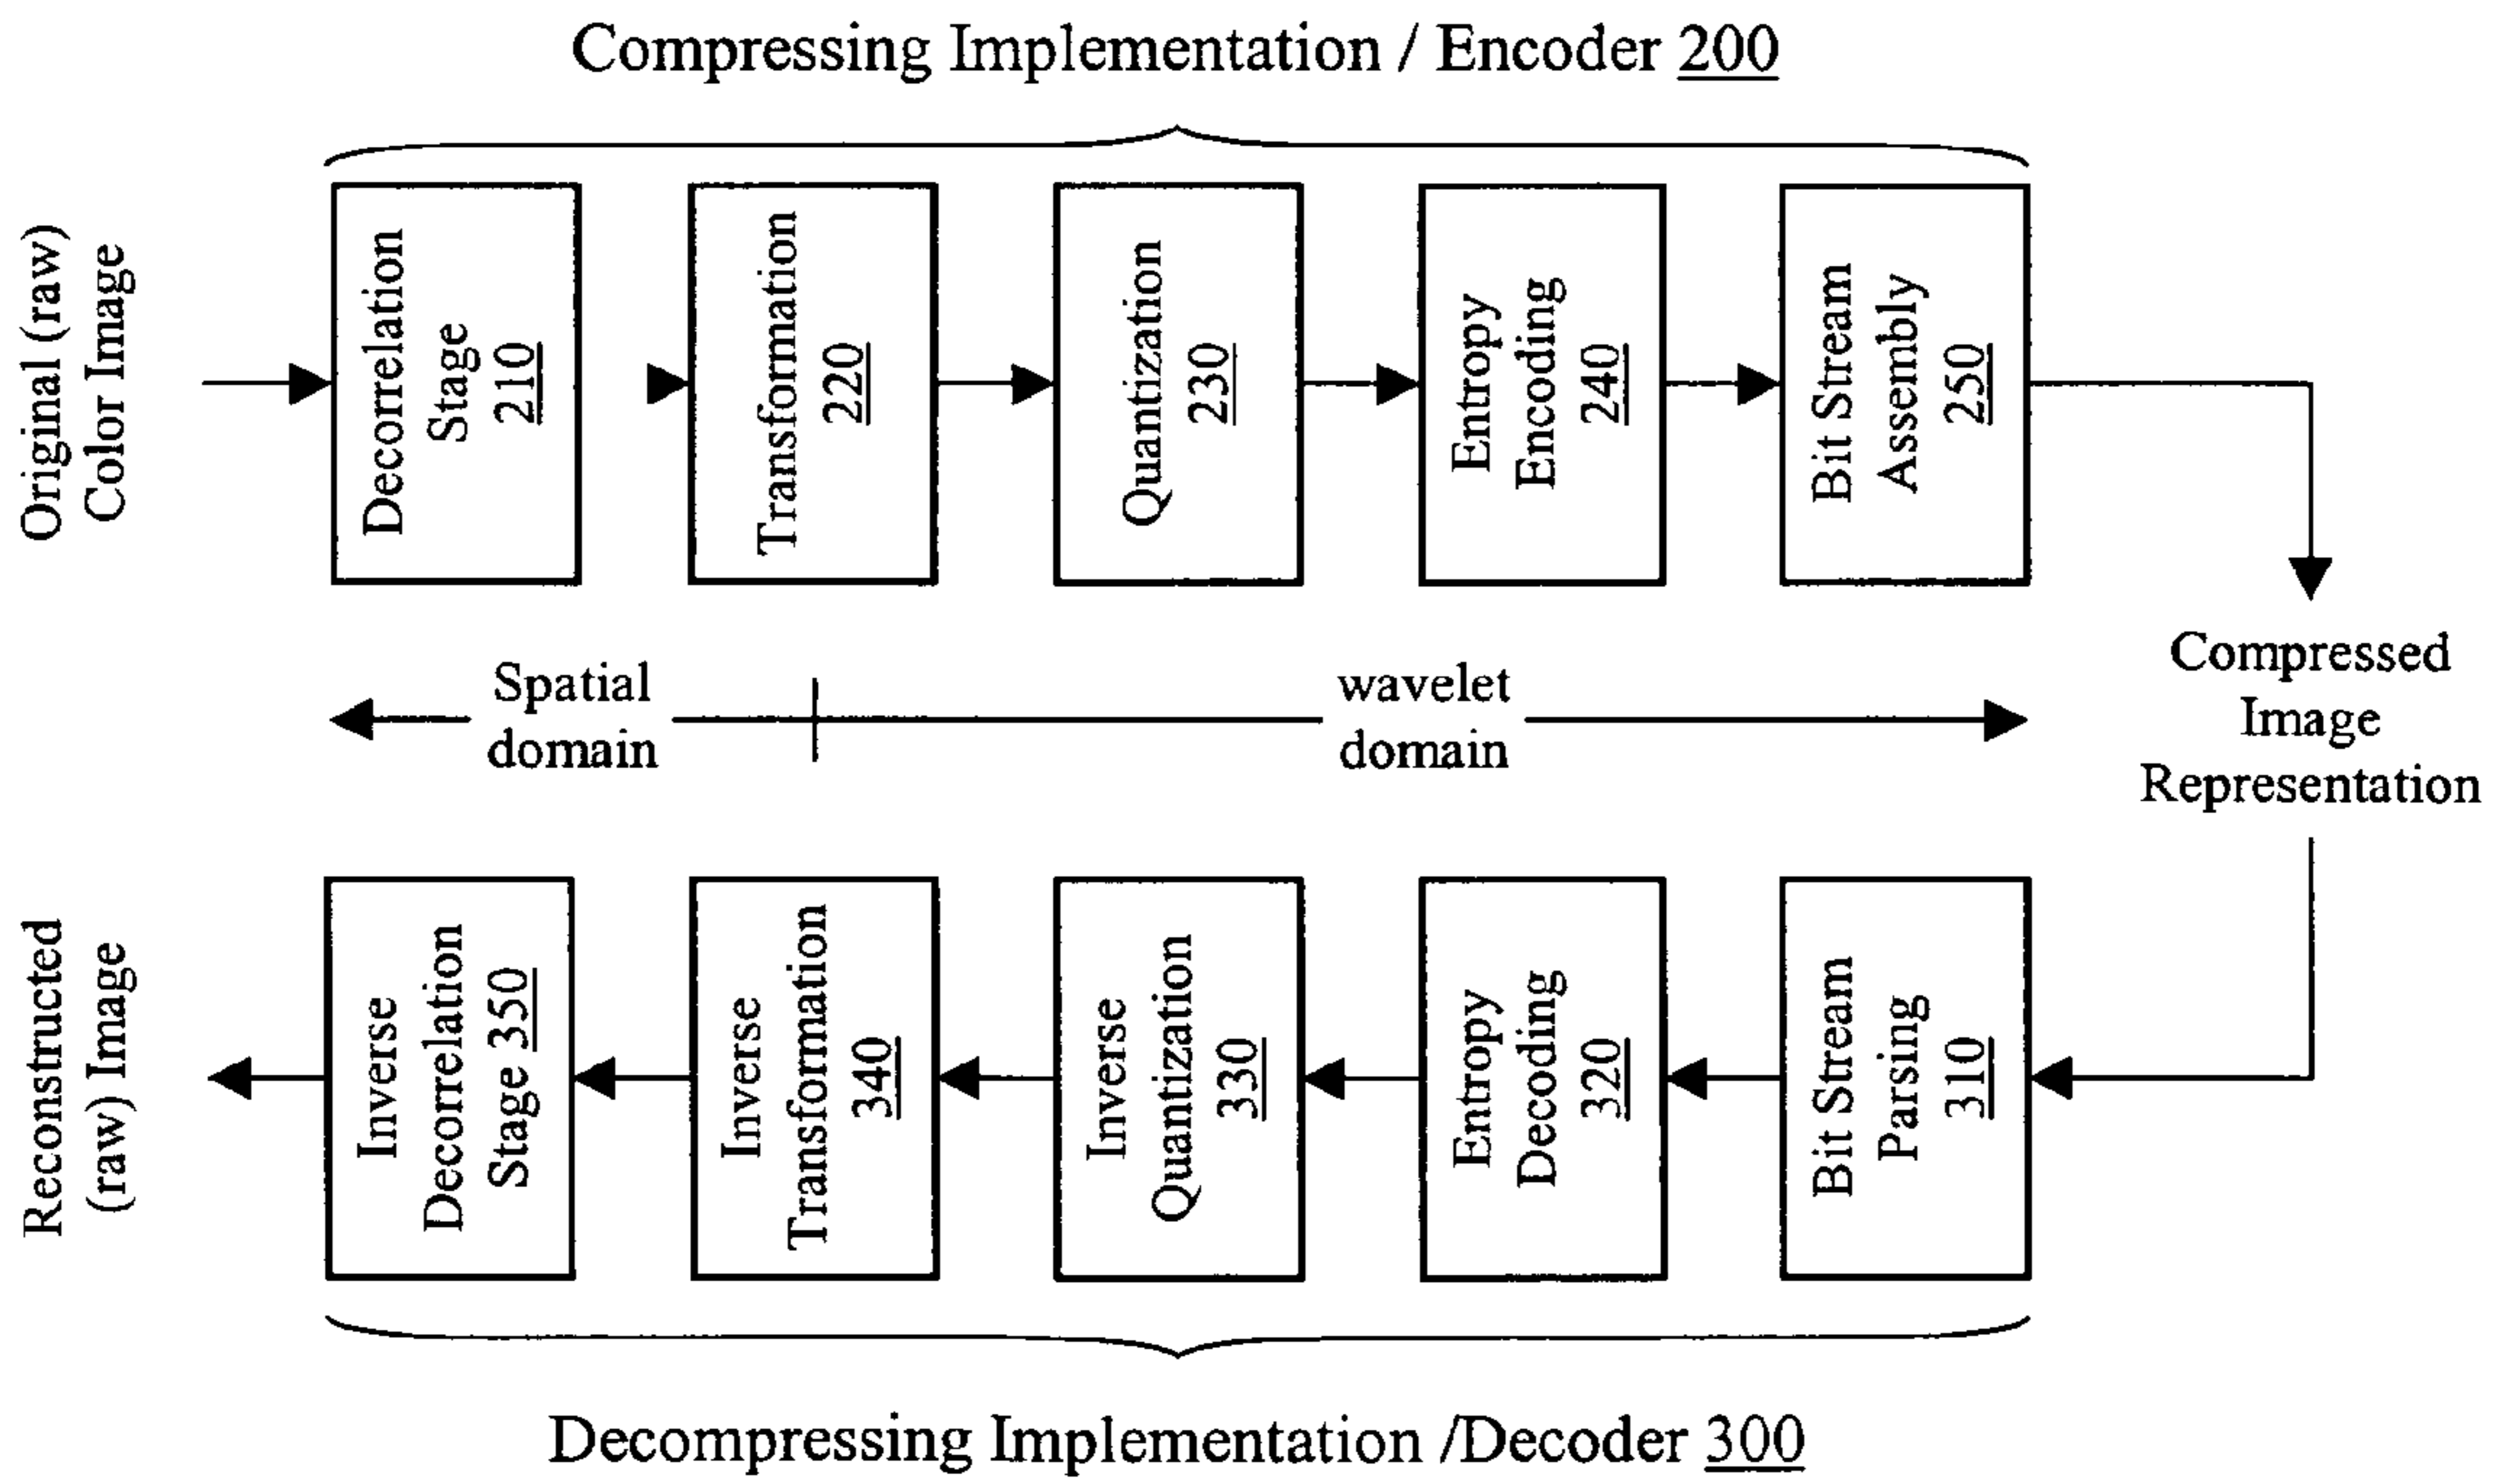 Compressing Implementation / Encoder 200
Original (raw)
Color Image
Decorrelation
Stage
210
Transformation
220
Quantization
230
Entropy
Encoding
240
Bit Stream
Assembly
250
Spatial
domain
wavelet
domain
Compressed
Image
Representation
Reconstructed
(raw) Image
Inverse
Decorrelation
Stage 350
Inverse
Transformation
340
Inverse
Quantization
330
Entropy
Decoding
320
Bit Stream
Parsing
310
Decompressing Implementation /Decoder 300